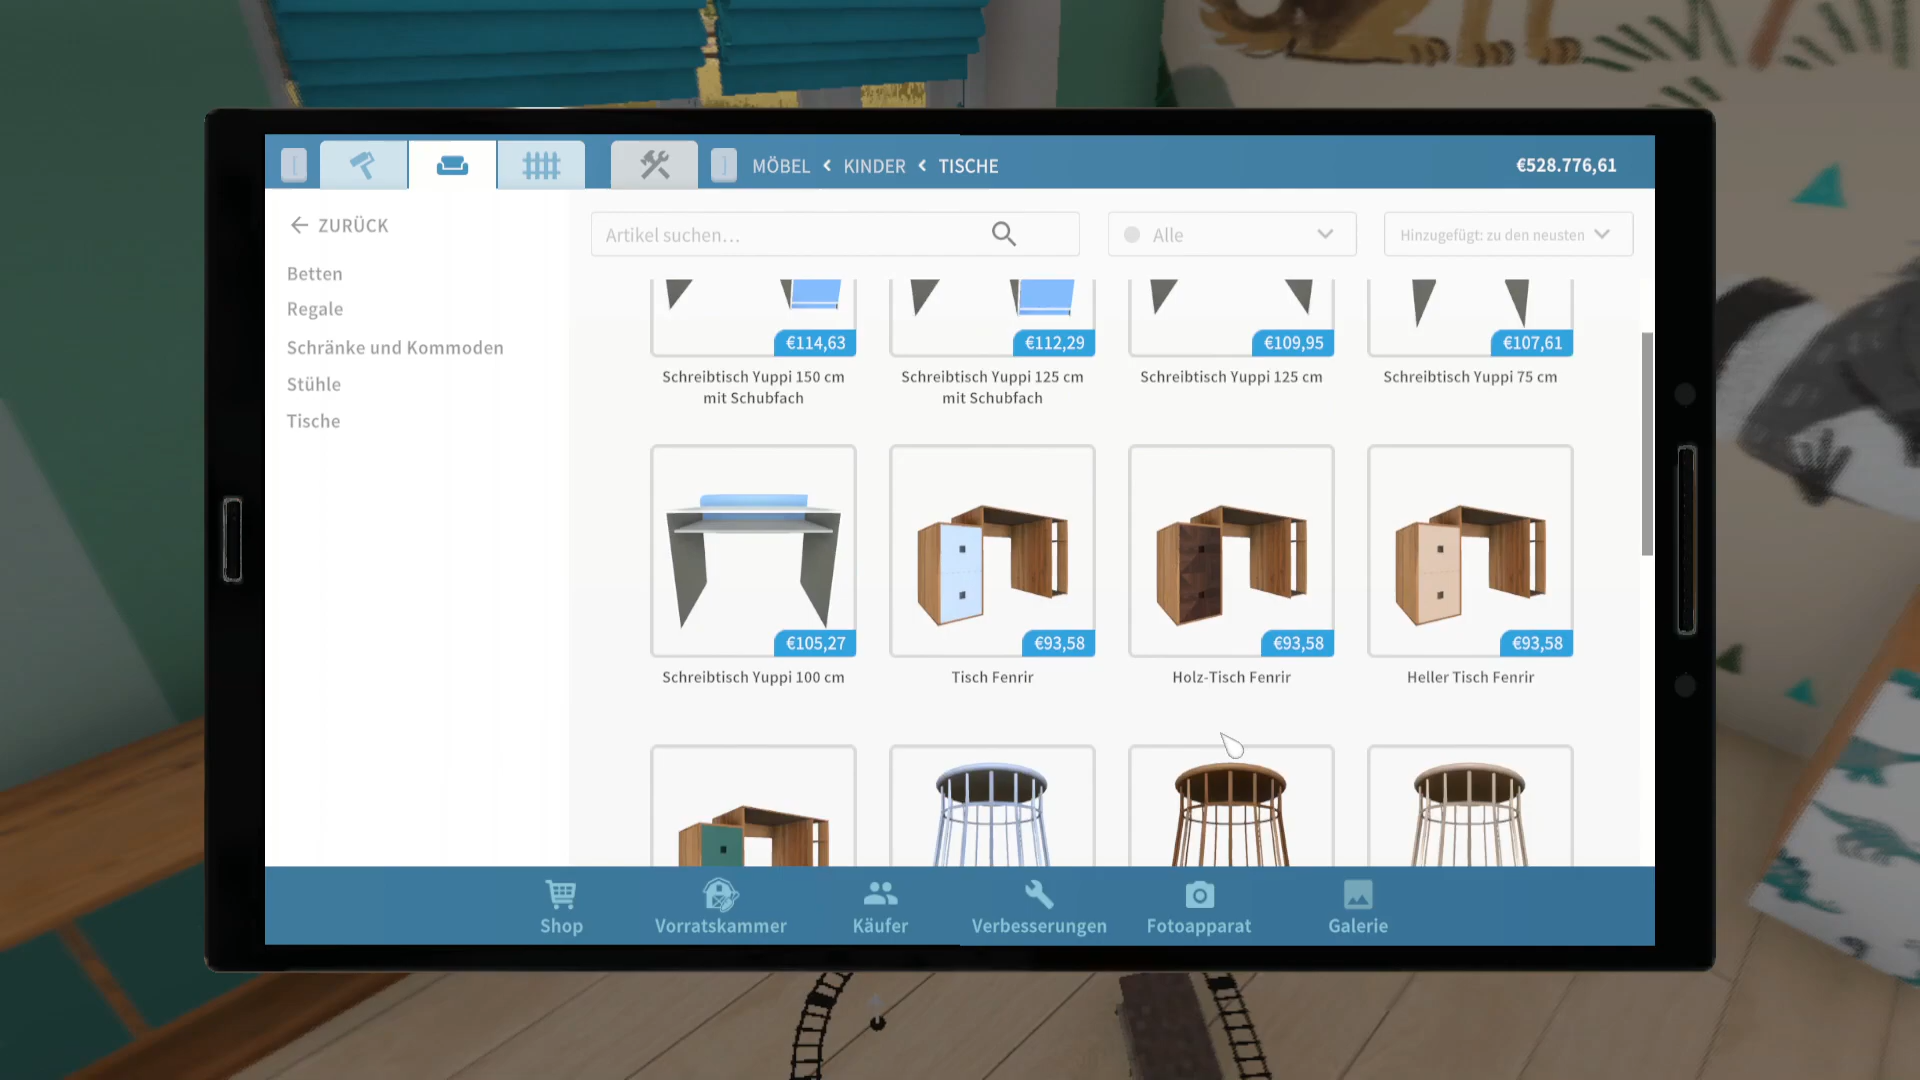 [
]
MÖBEL < KINDER < TISCHE
€528.776,61
ZURÜCK
Betten
Regale
Schränke und Kommoden
Stühle
Tische
Artikel suchen...
Alle
Hinzugefügt: zu den neusten
€114,63
€112,29
€109,95
€107,61
Schreibtisch Yuppi 150 cm
mit Schubfach
Schreibtisch Yuppi 125 cm
mit Schubfach
Schreibtisch Yuppi 125 cm
Schreibtisch Yuppi 75 cm
€105,27
€93,58
€93,58
€93,58
Schreibtisch Yuppi 100 cm
Tisch Fenrir
Holz-Tisch Fenrir
Heller Tisch Fenrir
Shop
Vorratskammer
Käufer
Verbesserungen
Fotoapparat
Galerie